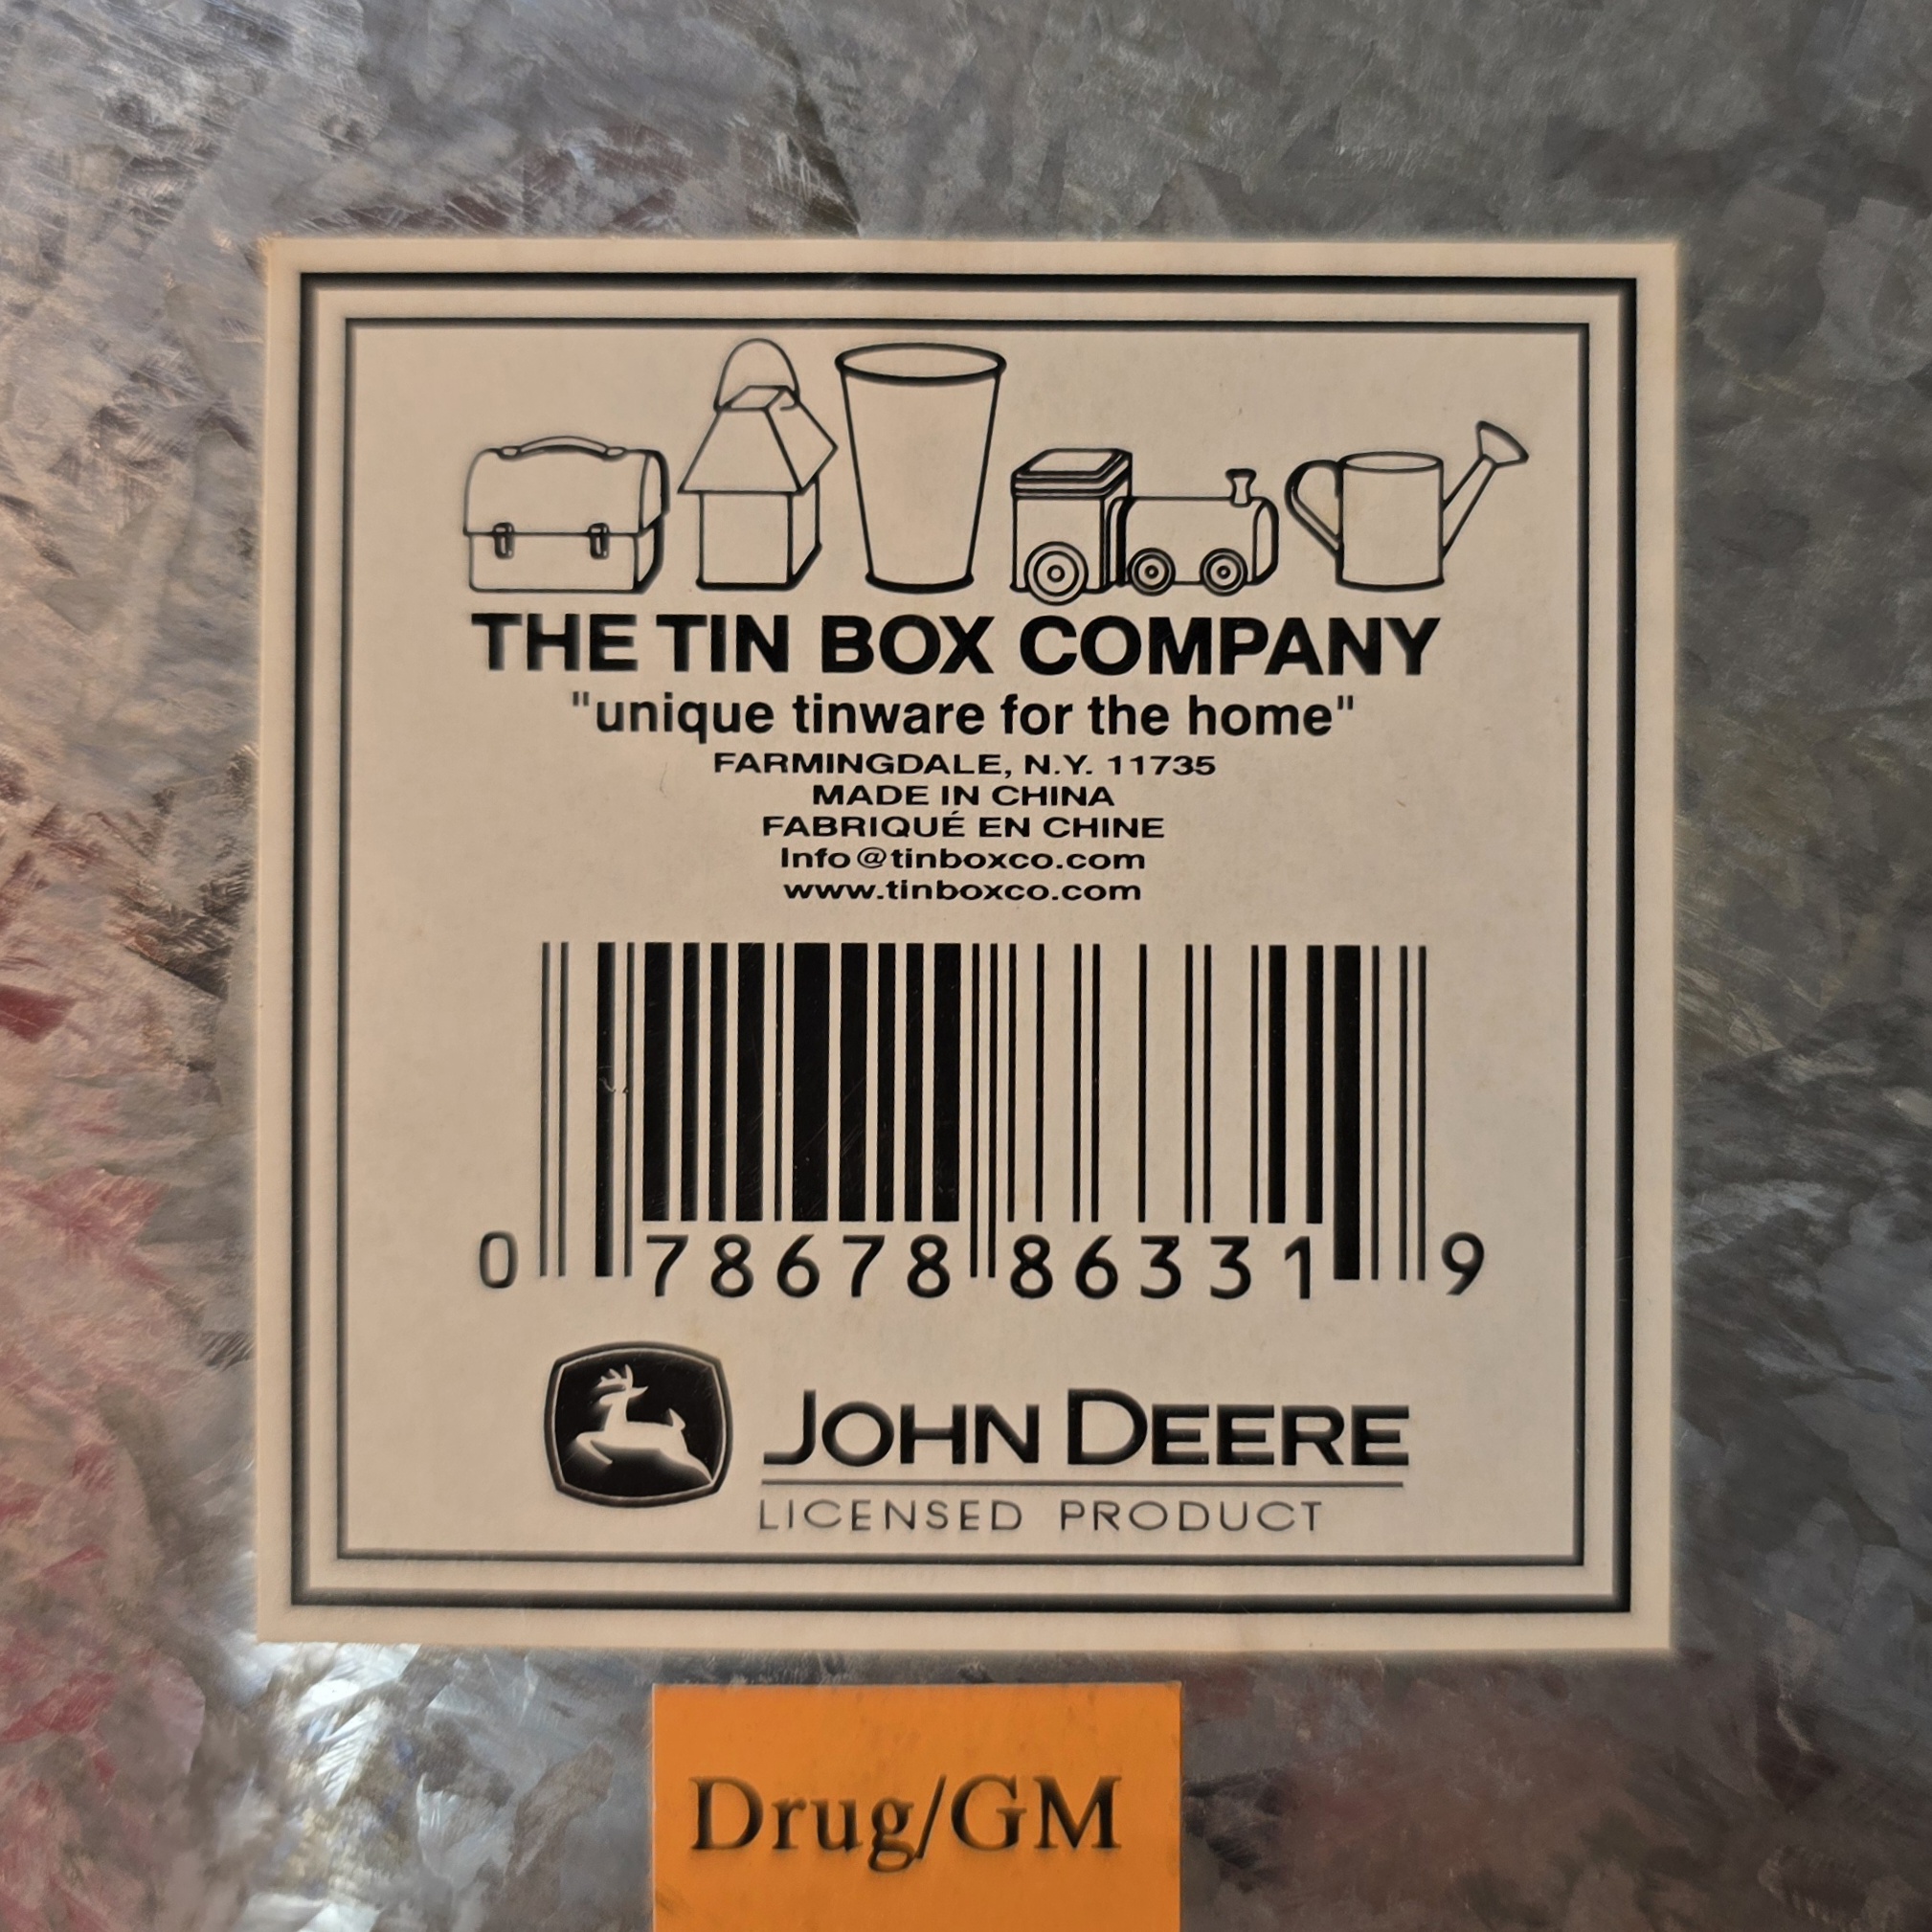 THE TIN BOX COMPANY
"unique tinware for the home"
FARMINGDALE, N.Y. 11735
MADE IN CHINA
FABRIQUÉ EN CHINE
Info@tinboxco.com
www.tinboxco.com
0 78678 86331 9
JOHN DEERE
LICENSED PRODUCT
Drug/GM